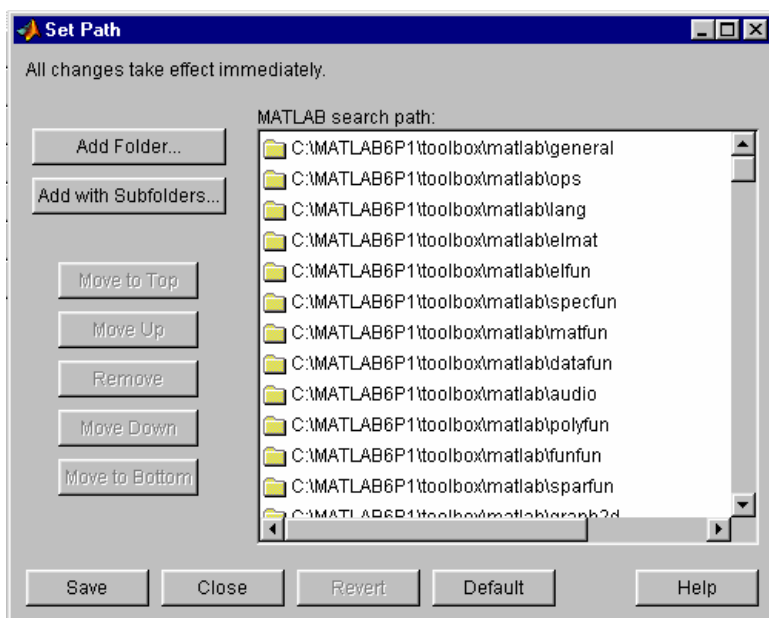 Set Path
All changes take effect immediately.
MATLAB search path:
Add Folder...
Add with Subfolders...
Move to Top
Move Up
Remove
Move Down
Move to Bottom
C:\MATLAB6P1\toolbox\matlab\general
C:\MATLAB6P1\toolbox\matlab\ops
C:\MATLAB6P1\toolbox\matlab\lang
C:\MATLAB6P1\toolbox\matlab\elmat
C:\MATLAB6P1\toolbox\matlab\elfun
C:\MATLAB6P1\toolbox\matlab\specfun
C:\MATLAB6P1\toolbox\matlab\matfun
C:\MATLAB6P1\toolbox\matlab\datafun
C:\MATLAB6P1\toolbox\matlab\audio
C:\MATLAB6P1\toolbox\matlab\polyfun
C:\MATLAB6P1\toolbox\matlab\funfun
C:\MATLAB6P1\toolbox\matlab\sparfun
C:\MATLAB6P1\toolbox\matlab\graph2d
Save
Close
Revert
Default
Help